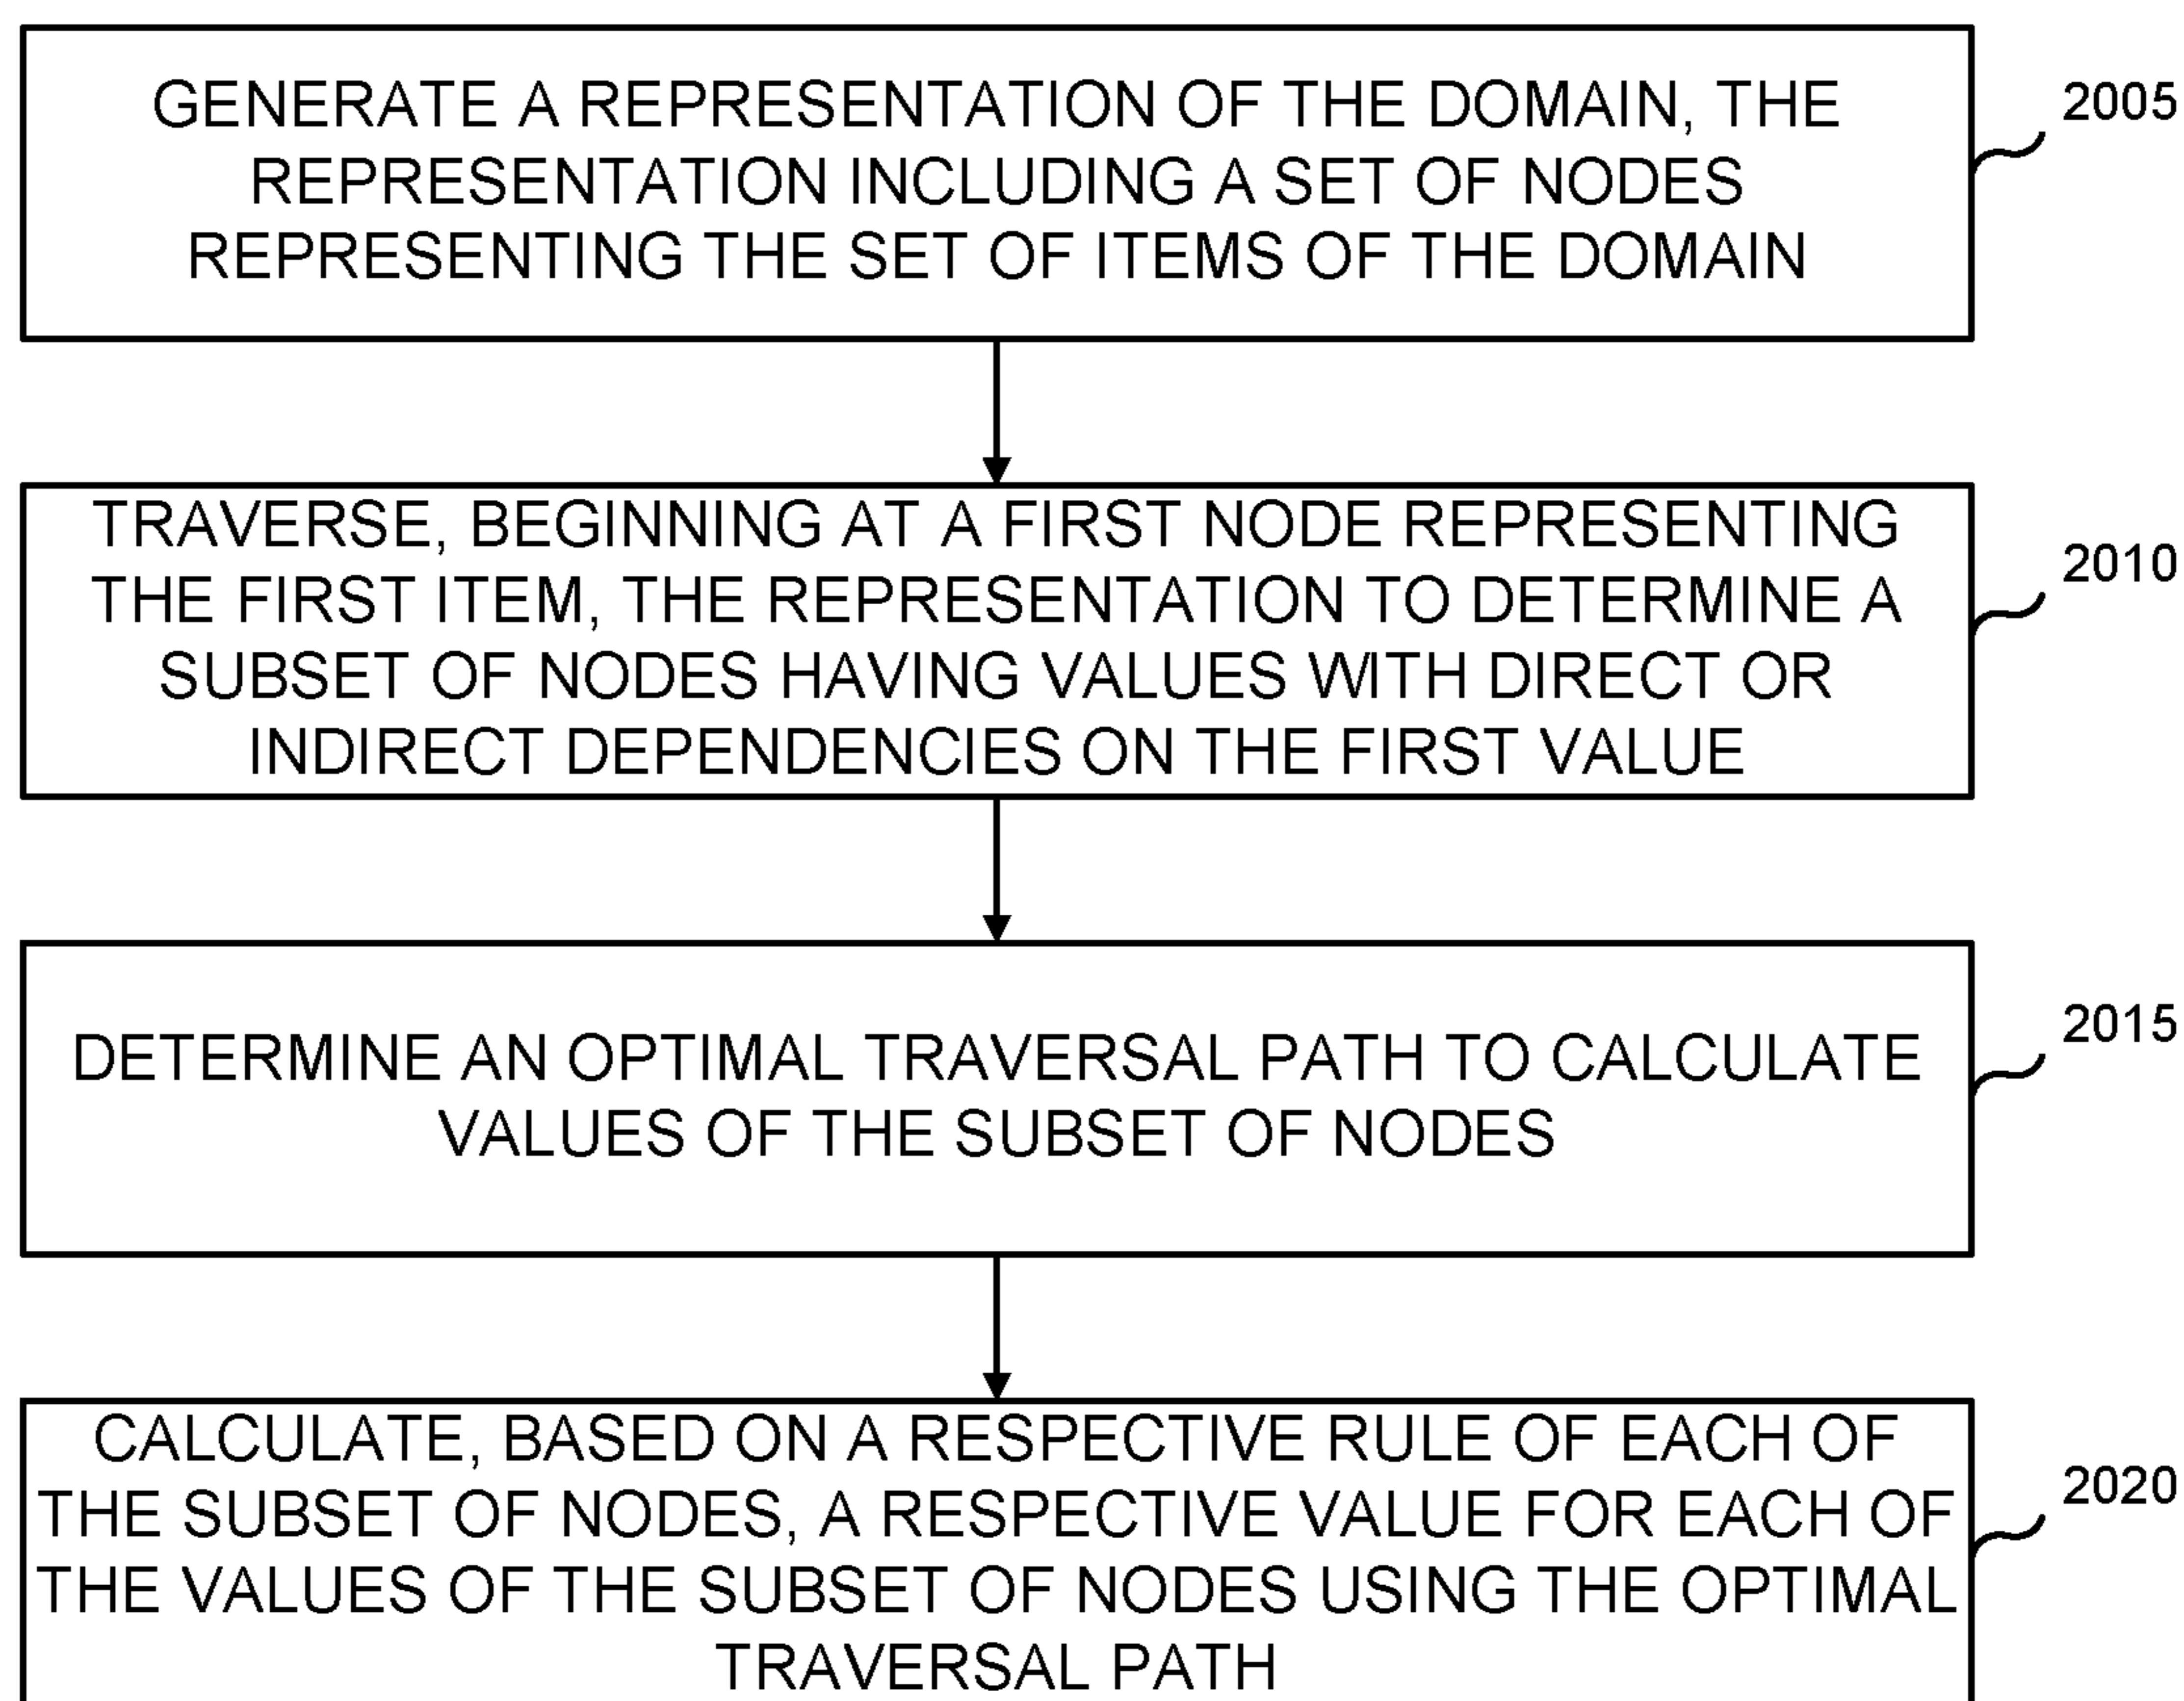 GENERATE A REPRESENTATION OF THE DOMAIN, THE
REPRESENTATION INCLUDING A SET OF NODES
REPRESENTING THE SET OF ITEMS OF THE DOMAIN
2005
TRAVERSE, BEGINNING AT A FIRST NODE REPRESENTING
THE FIRST ITEM, THE REPRESENTATION TO DETERMINE A
SUBSET OF NODES HAVING VALUES WITH DIRECT OR
INDIRECT DEPENDENCIES ON THE FIRST VALUE
2010
DETERMINE AN OPTIMAL TRAVERSAL PATH TO CALCULATE
VALUES OF THE SUBSET OF NODES
2015
CALCULATE, BASED ON A RESPECTIVE RULE OF EACH OF
THE SUBSET OF NODES, A RESPECTIVE VALUE FOR EACH OF
THE VALUES OF THE SUBSET OF NODES USING THE OPTIMAL
TRAVERSAL PATH
2020